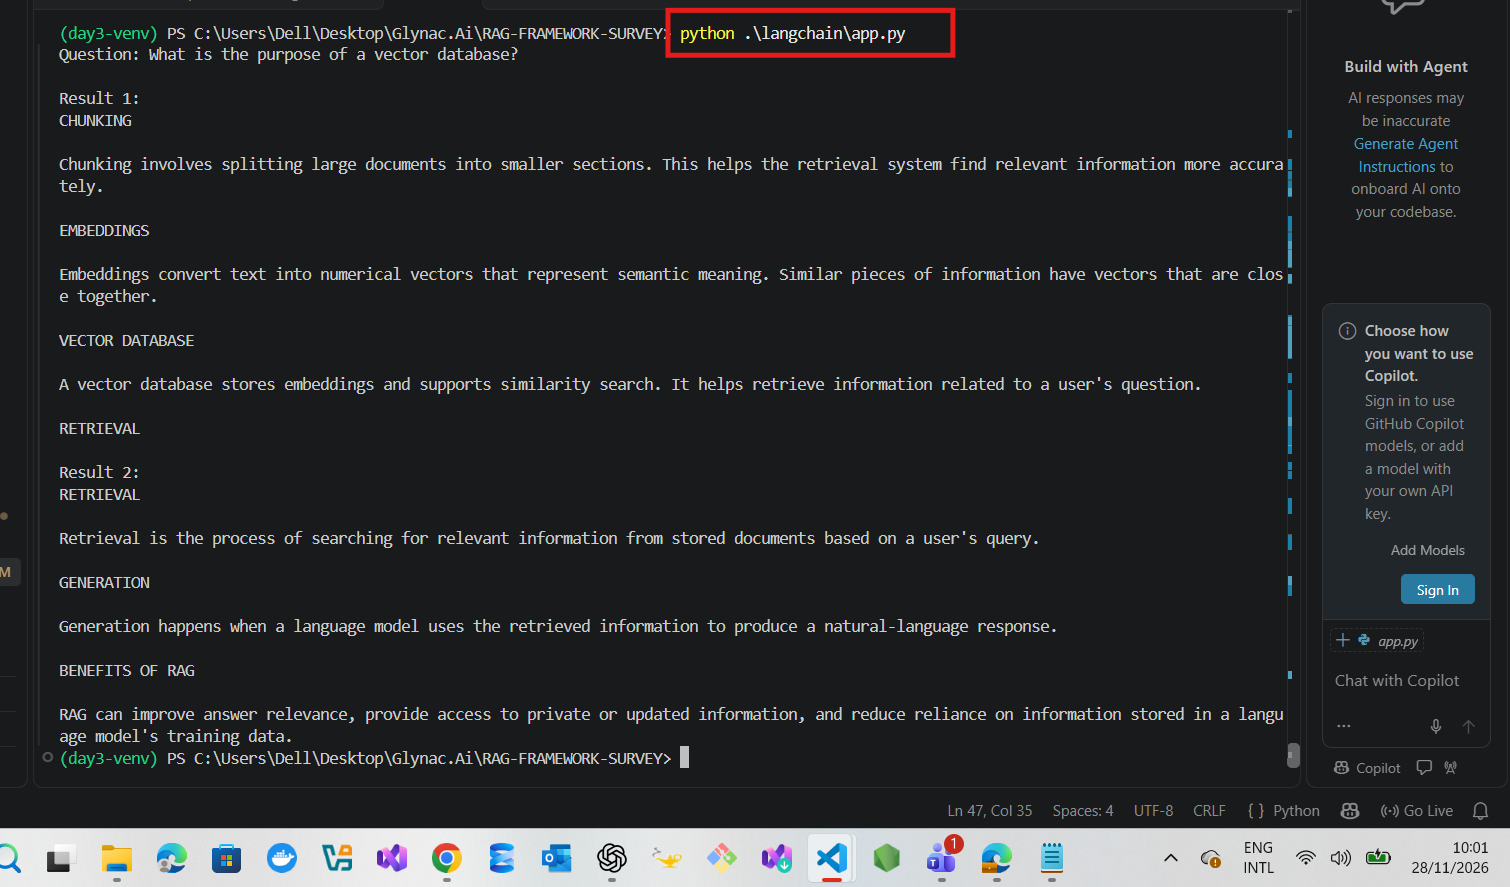 (day3-venv) PS C:\Users\Dell\Desktop\Glynac.Ai\RAG-FRAMEWORK-SURVEY> python .\langchain\app.py
Question: What is the purpose of a vector database?
Result 1:
CHUNKING
Chunking involves splitting large documents into smaller sections. This helps the retrieval system find relevant information more accura
tely.
EMBEDDINGS
Embeddings convert text into numerical vectors that represent semantic meaning. Similar pieces of information have vectors that are clos
e together.
VECTOR DATABASE
A vector database stores embeddings and supports similarity search. It helps retrieve information related to a user's question.
RETRIEVAL
Result 2:
RETRIEVAL
Retrieval is the process of searching for relevant information from stored documents based on a user's query.
GENERATION
Generation happens when a language model uses the retrieved information to produce a natural-language response.
BENEFITS OF RAG
RAG can improve answer relevance, provide access to private or updated information, and reduce reliance on information stored in a langu
age model's training data.
(day3-venv) PS C:\Users\Dell\Desktop\Glynac.Ai\RAG-FRAMEWORK-SURVEY>
M
Build with Agent
AI responses may
be inaccurate
Generate Agent
Instructions to
onboard AI onto
your codebase.
Choose how
you want to use
Copilot.
Sign in to use
GitHub Copilot
models, or add
a model with
your own API
key.
Add Models
Sign In
app.py
Chat with Copilot
Copilot
Ln 47, Col 35
Spaces: 4
UTF-8
CRLF
{ } Python
Go Live
1
ENG
INTL
10:01
28/11/2026